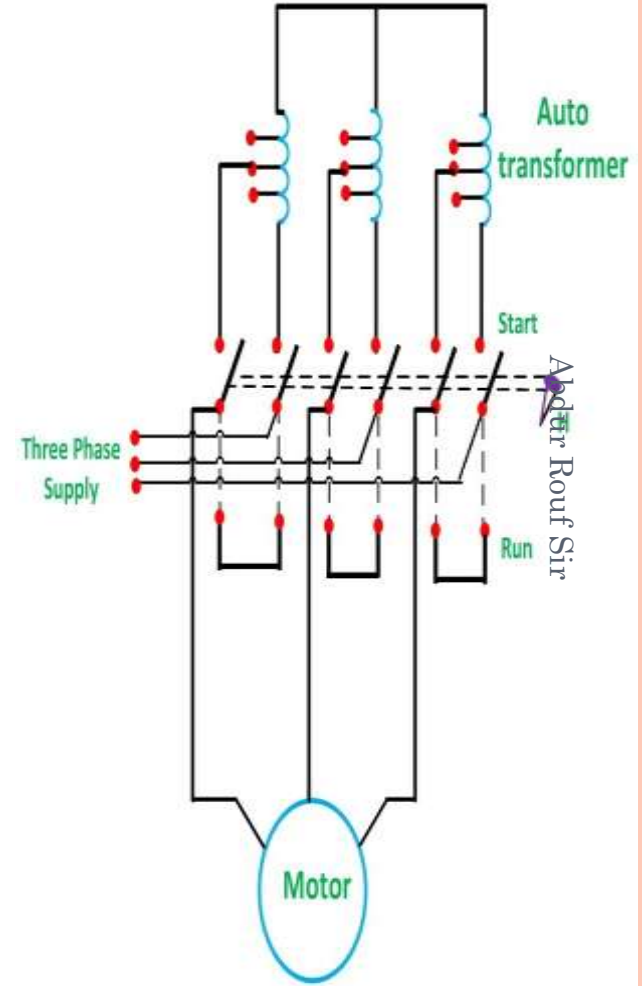 Auto
transformer
Start
Three Phase
Supply
Run
Motor
Abdur Rouf Sir